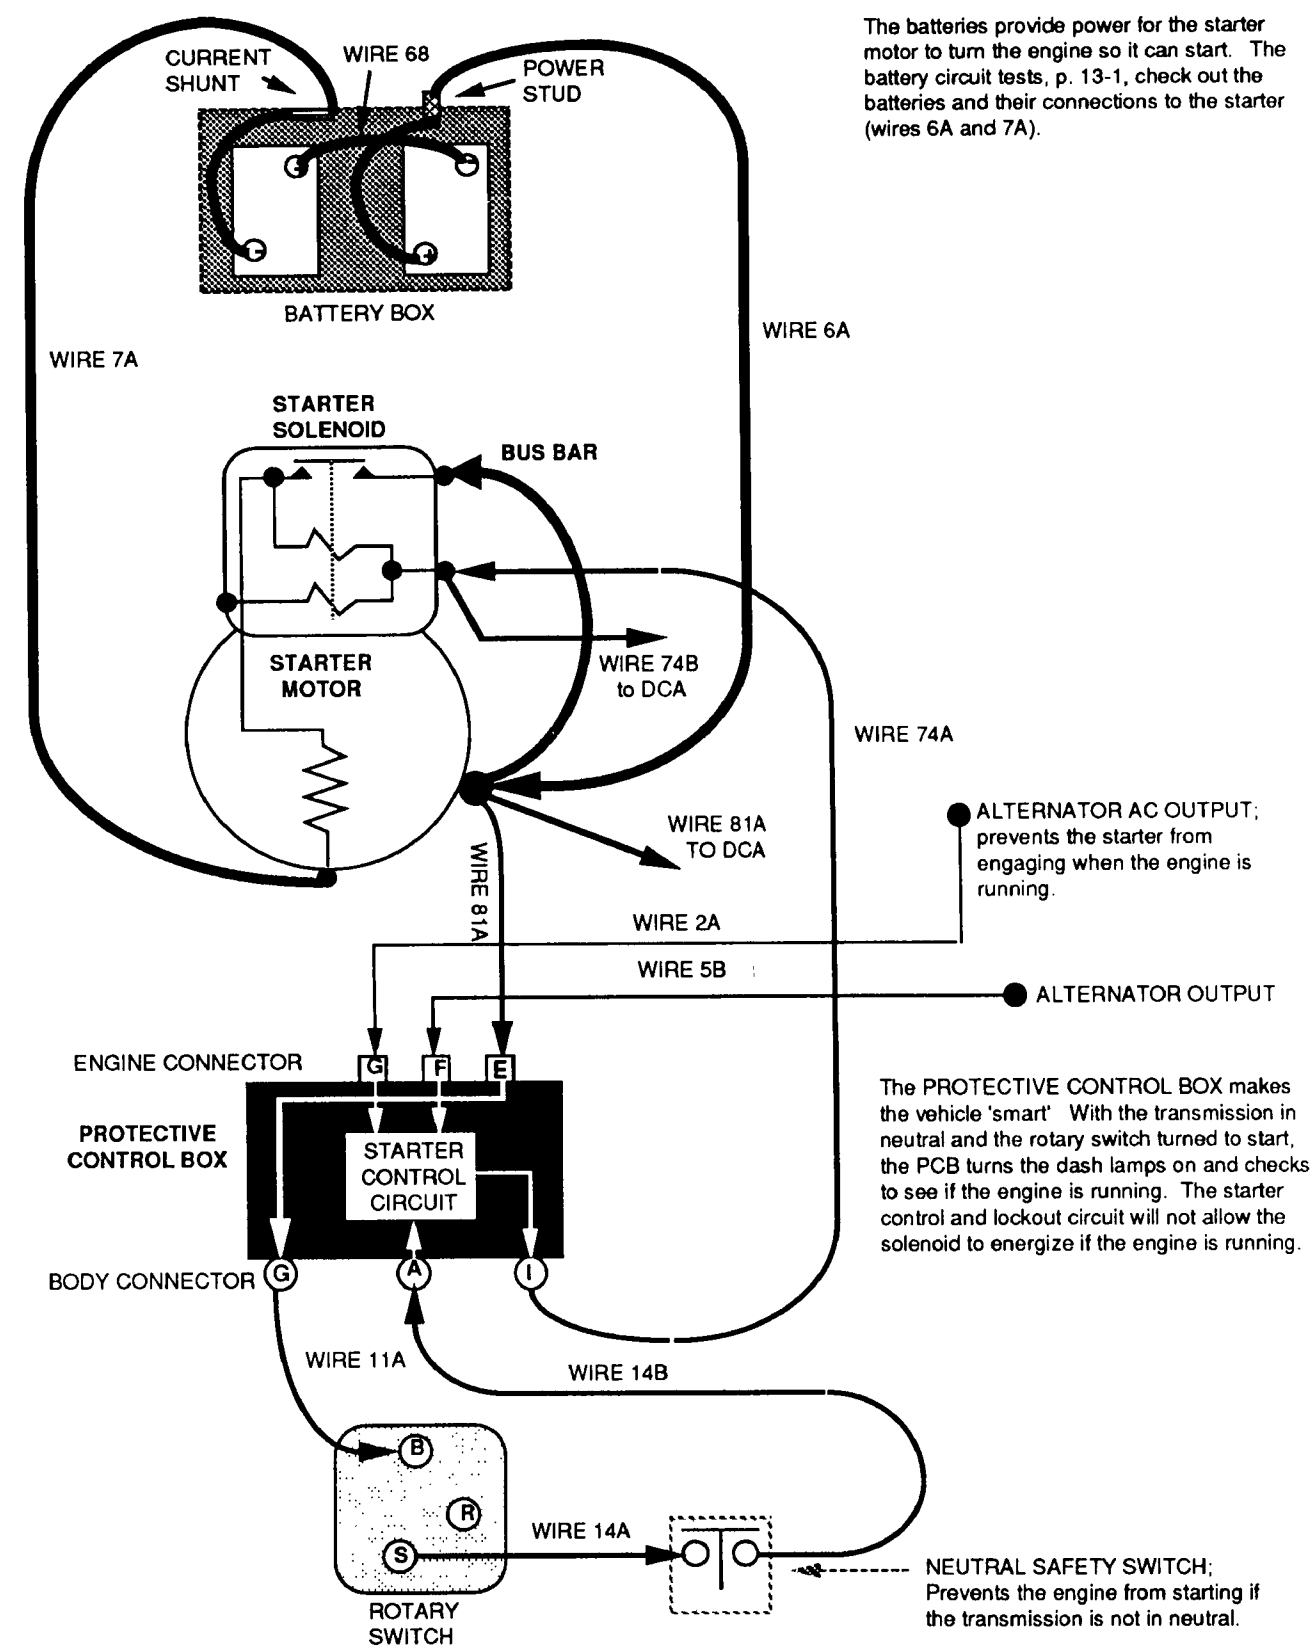 The batteries provide power for the starter
motor to turn the engine so it can start. The
battery circuit tests, p. 13-1, check out the
batteries and their connections to the starter
(wires 6A and 7A).
CURRENT
SHUNT
WIRE 68
POWER
STUD
+
-
-
+
BATTERY BOX
WIRE 7A
WIRE 6A
STARTER
SOLENOID
BUS BAR
STARTER
MOTOR
WIRE 74B
to DCA
WIRE 74A
WIRE 81A
TO DCA
WIRE 81A
ALTERNATOR AC OUTPUT;
prevents the starter from
engaging when the engine is
running.
WIRE 2A
WIRE 5B
ALTERNATOR OUTPUT
ENGINE CONNECTOR
G
F
E
PROTECTIVE
CONTROL BOX
STARTER
CONTROL
CIRCUIT
The PROTECTIVE CONTROL BOX makes
the vehicle 'smart' With the transmission in
neutral and the rotary switch turned to start,
the PCB turns the dash lamps on and checks
to see if the engine is running. The starter
control and lockout circuit will not allow the
solenoid to energize if the engine is running.
BODY CONNECTOR
G
A
I
WIRE 11A
WIRE 14B
B
R
S
WIRE 14A
ROTARY
SWITCH
NEUTRAL SAFETY SWITCH;
Prevents the engine from starting if
the transmission is not in neutral.